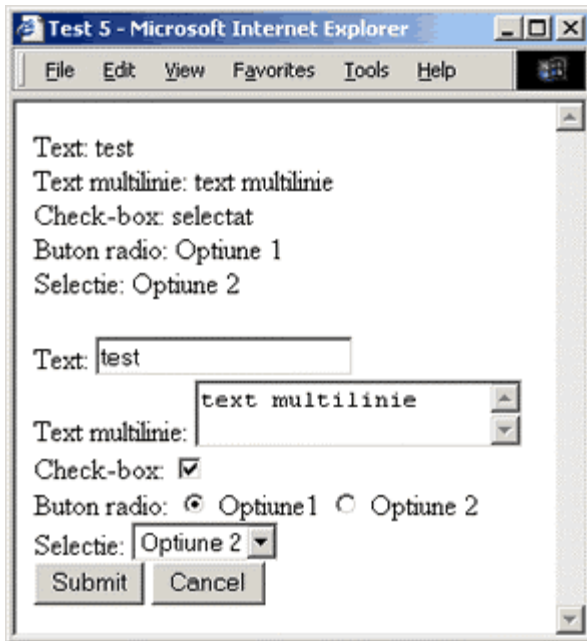 Test 5 - Microsoft Internet Explorer
File Edit View Favorites Tools Help
Text: test
Text multilinie: text multilinie
Check-box: selectat
Buton radio: Optiune 1
Selectie: Optiune 2
Text: test
Text multilinie: text multilinie
Check-box:
Buton radio: Optiune1 Optiune 2
Selectie: Optiune 2
Submit Cancel